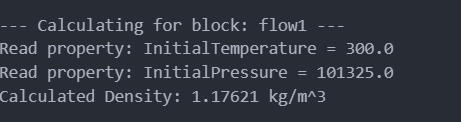 --- Calculating for block: flow1 ---
Read property: InitialTemperature = 300.0
Read property: InitialPressure = 101325.0
Calculated Density: 1.17621 kg/m^3